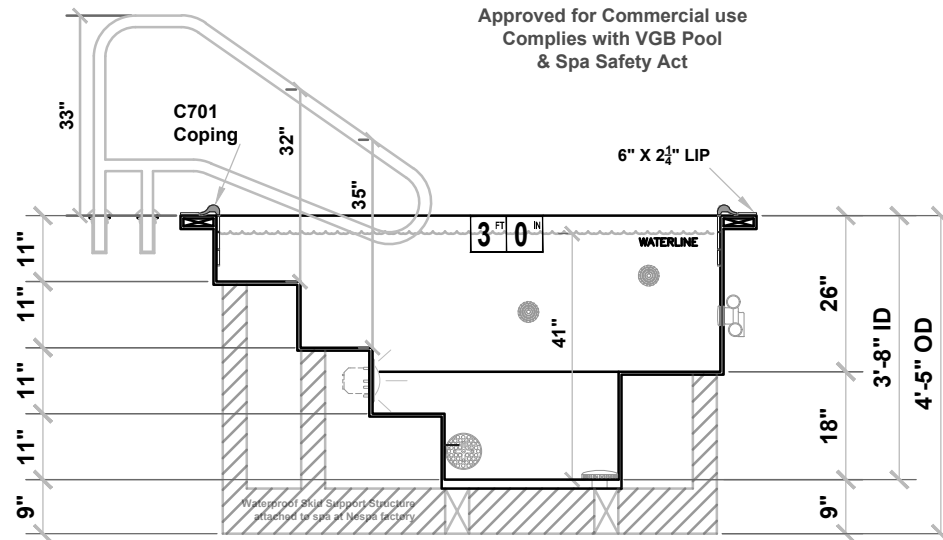 Approved for Commercial use
Complies with VGB Pool
& Spa Safety Act
33"
C701
Coping
32"
35"
6" X 2¼" LIP
3 FT 0 IN
WATERLINE
11"
11"
11"
11"
9"
41"
26"
18"
9"
3'-8" ID
4'-5" OD
Waterproof Skid Support Structure
attached to spa at Nespa factory